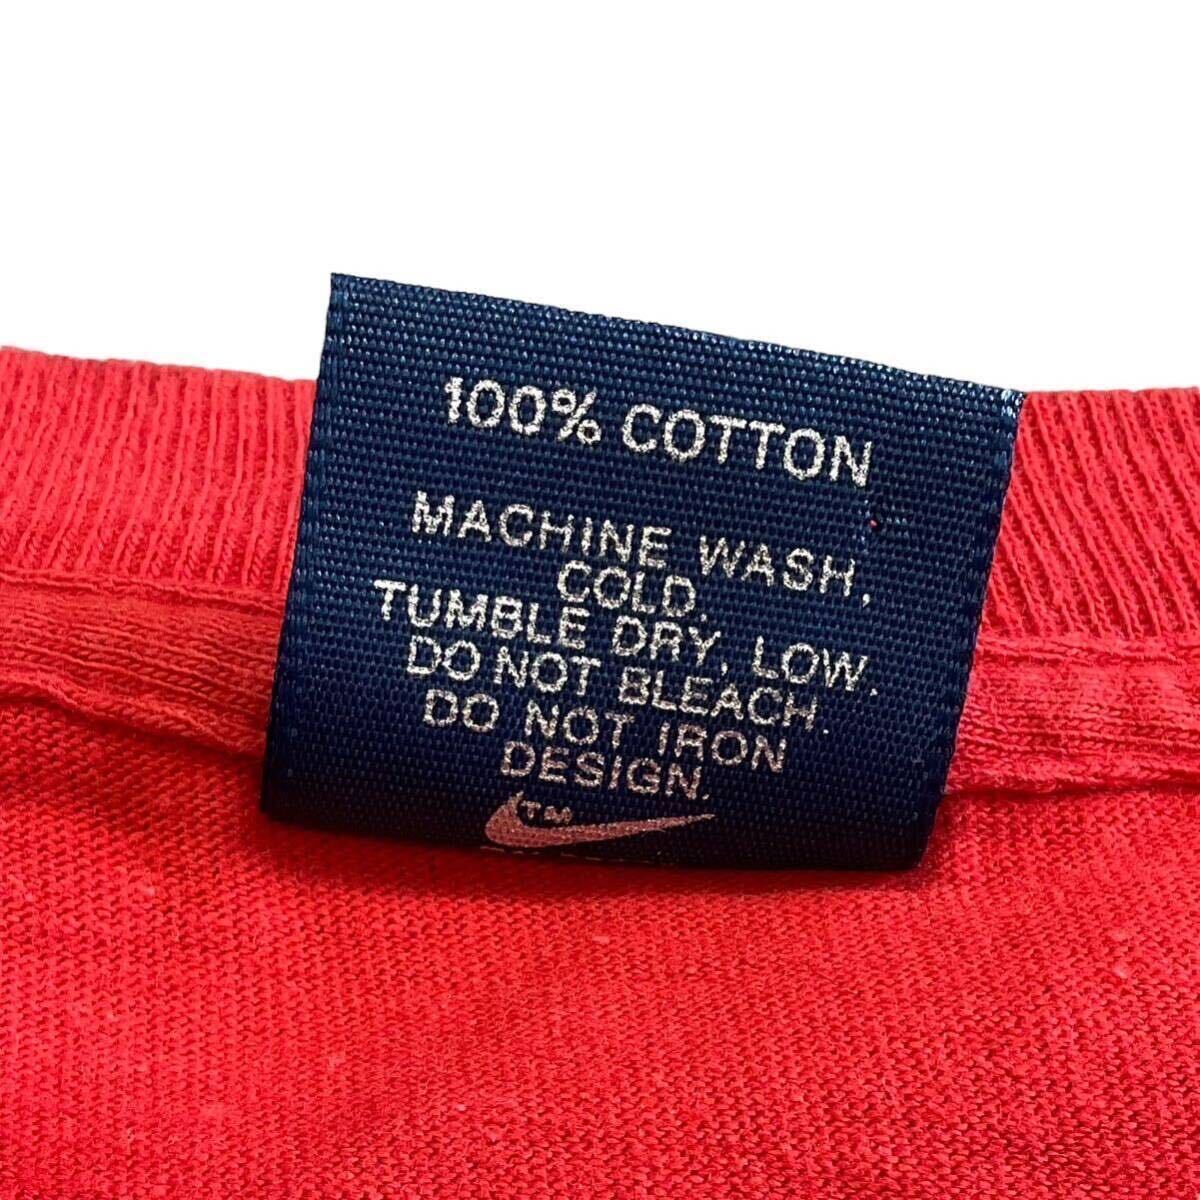 100% COTTON
MACHINE WASH,
COLD.
TUMBLE DRY, LOW.
DO NOT BLEACH
DO NOT IRON
DESIGN.
TM